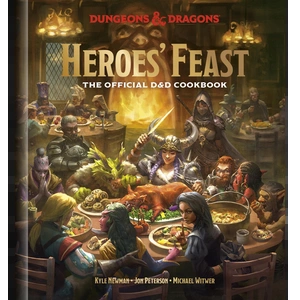 DUNGEONS & DRAGONS
HEROES' FEAST
THE OFFICIAL D&D COOKBOOK
KYLE NEWMAN • JON PETERSON • MICHAEL WITWER